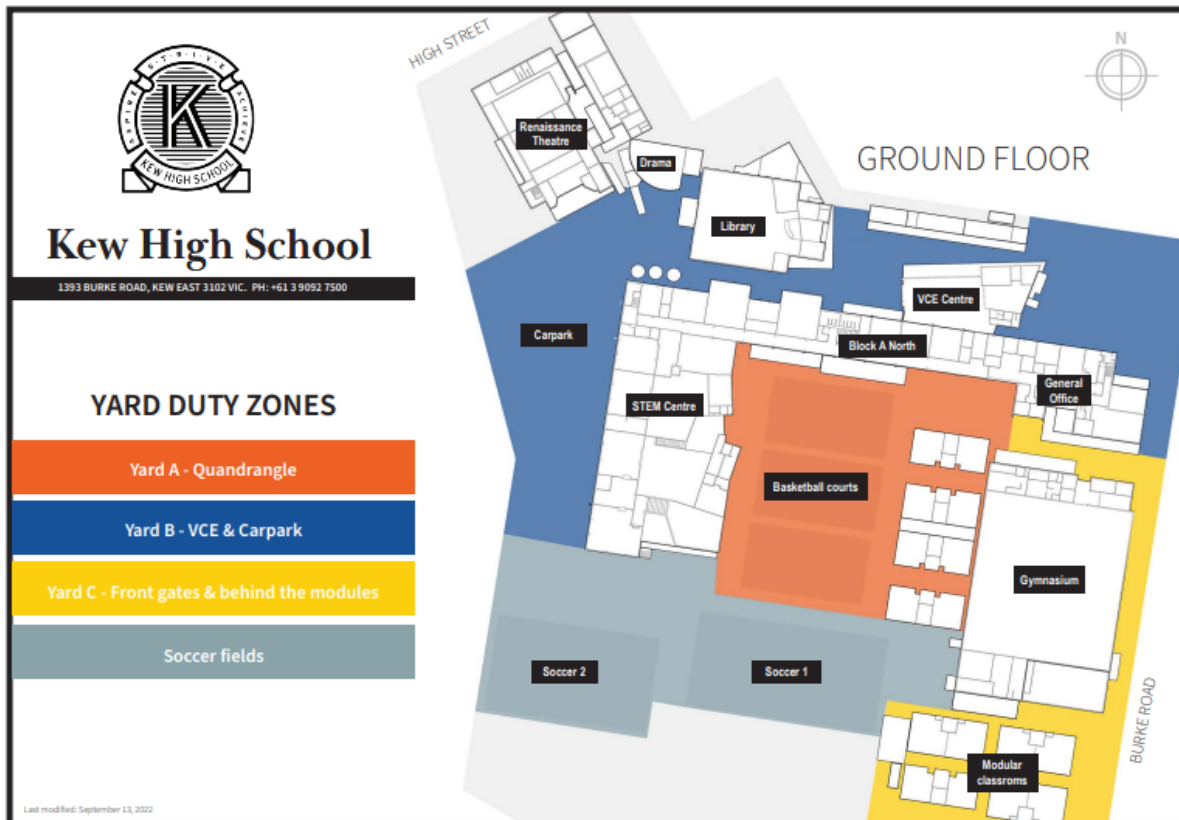 STRIVE
ASPIRE
ACHIEVE
K
KEW HIGH SCHOOL
Kew High School
1393 BURKE ROAD, KEW EAST 3102 VIC. PH: +61 3 9092 7500
YARD DUTY ZONES
Yard A - Quandrangle
Yard B - VCE & Carpark
Yard C - Front gates & behind the modules
Soccer fields
Last modified: September 13, 2022
HIGH STREET
N
GROUND FLOOR
Renaissance
Theatre
Drama
Library
VCE Centre
Carpark
Block A North
General
Office
STEM Centre
Basketball courts
Gymnasium
Soccer 2
Soccer 1
BURKE ROAD
Modular
classroms